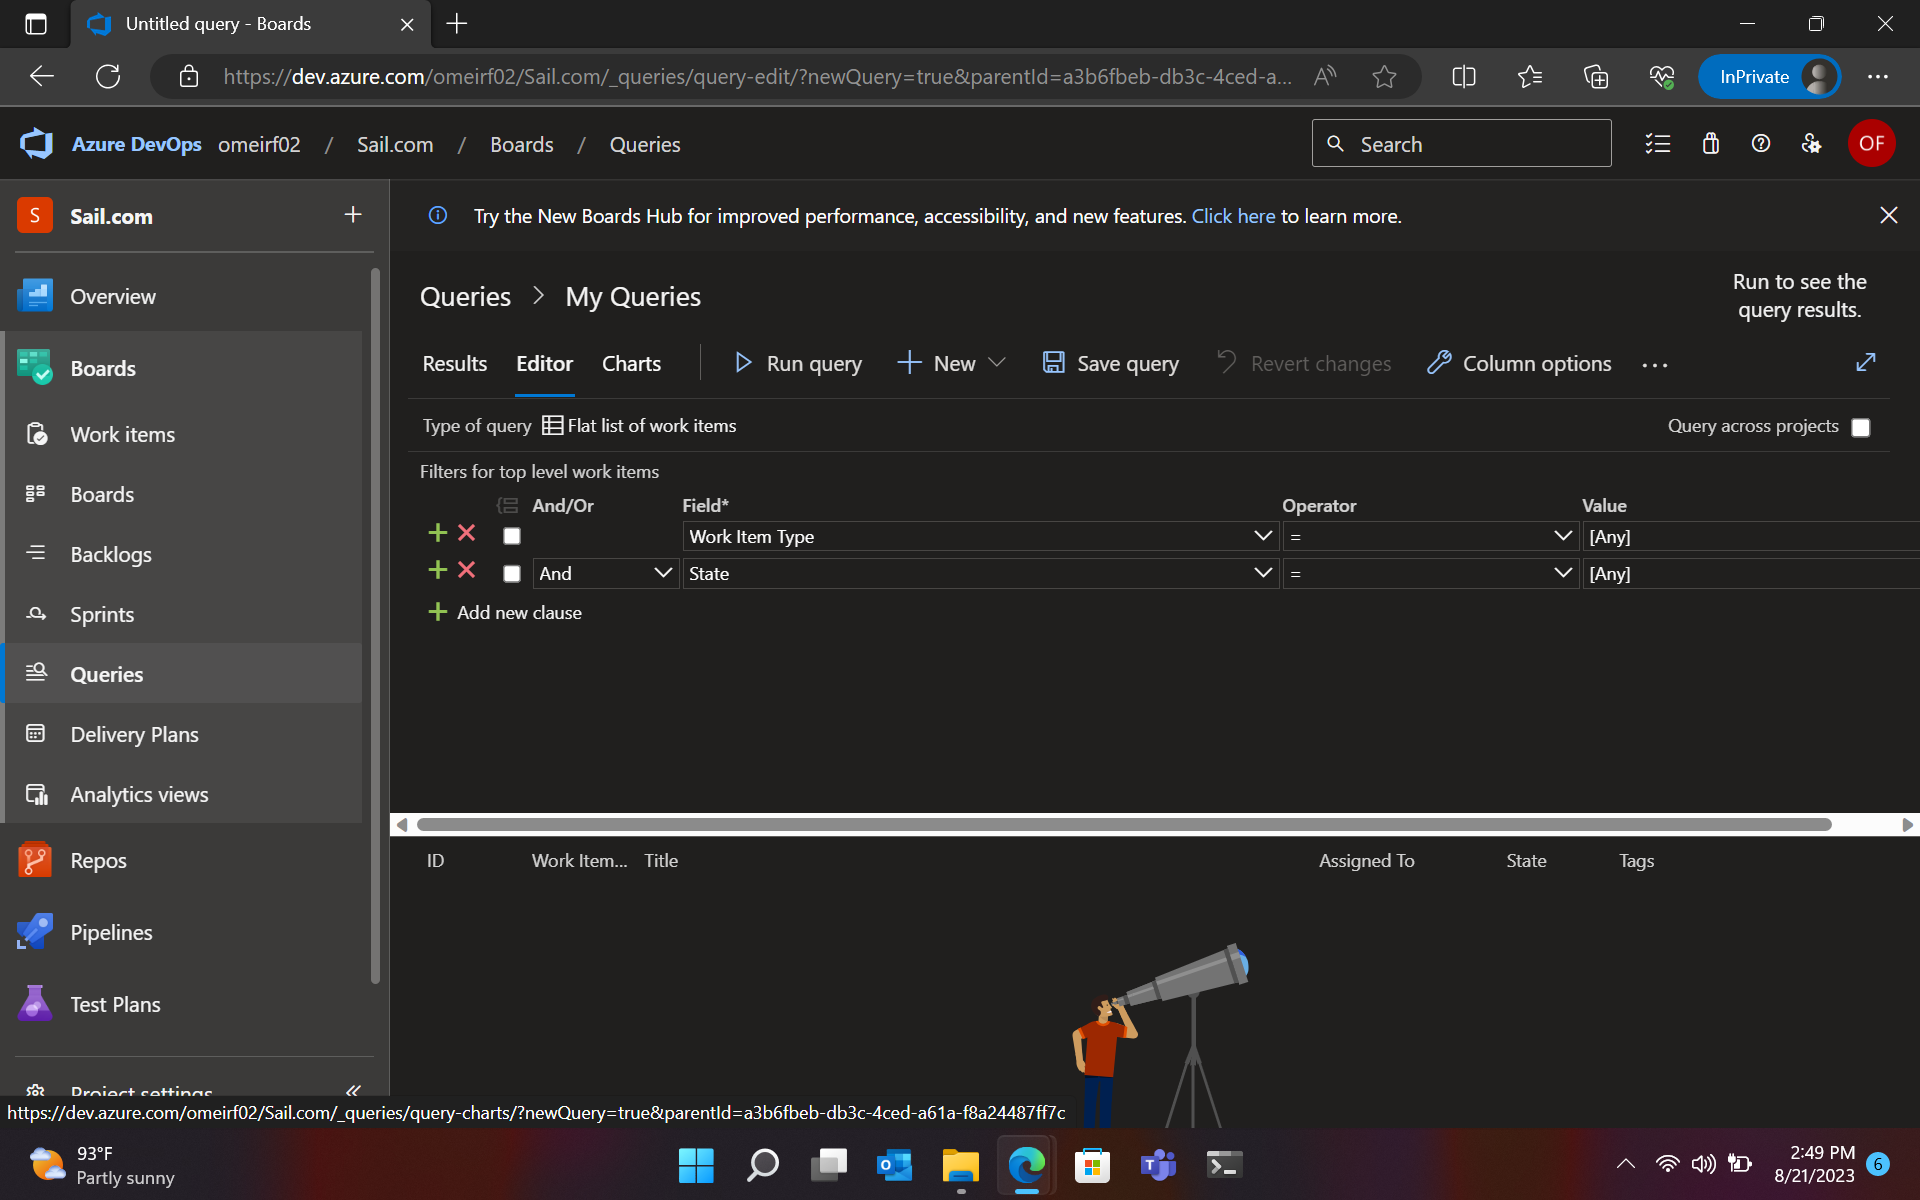 Untitled query - Boards
https://dev.azure.com/omeirf02/Sail.com/_queries/query-edit/?newQuery=true&parentId=a3b6fbeb-db3c-4ced-a...
InPrivate
Azure DevOps omeirf02 / Sail.com / Boards / Queries
Search
OF
S Sail.com
Try the New Boards Hub for improved performance, accessibility, and new features. Click here to learn more.
Overview
Boards
Work items
Boards
Backlogs
Sprints
Queries
Delivery Plans
Analytics views
Repos
Pipelines
Test Plans
Project settings
Queries > My Queries
Run to see the
query results.
Results Editor Charts Run query New Save query Revert changes Column options ...
Type of query Flat list of work items
Query across projects
Filters for top level work items
And/Or Field* Operator Value
Work Item Type = [Any]
And State = [Any]
+ Add new clause
ID Work Item... Title Assigned To State Tags
https://dev.azure.com/omeirf02/Sail.com/_queries/query-charts/?newQuery=true&parentId=a3b6fbeb-db3c-4ced-a61a-f8a24487ff7c
93°F
Partly sunny
2:49 PM
8/21/2023
6